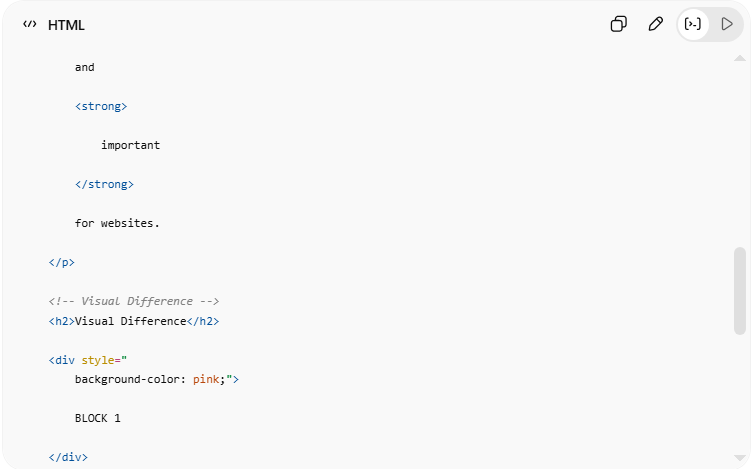 HTML
and
<strong>
important
</strong>
for websites.
</p>
<!-- Visual Difference -->
<h2>Visual Difference</h2>
<div style="
background-color: pink;">
BLOCK 1
</div>